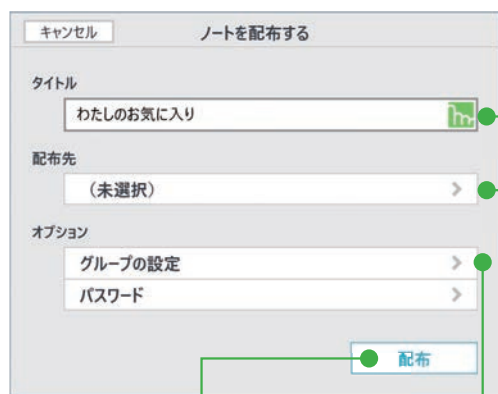 キャンセル ノートを配布する
タイトル
わたしのお気に入り
配布先
（未選択）
オプション
グループの設定
パスワード
配布